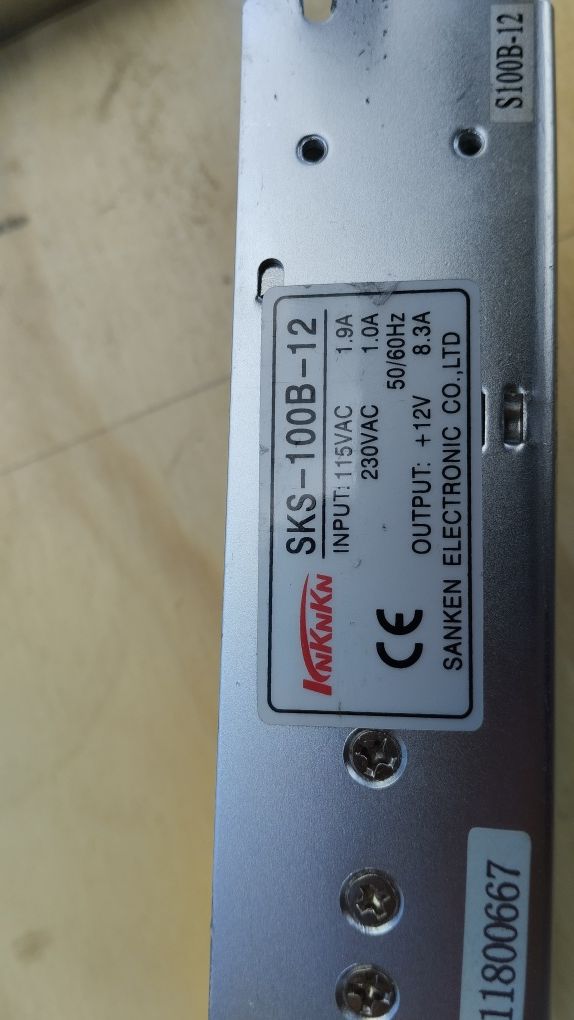 S100B-12
KNKNKN
SKS-100B-12
INPUT:115VAC 1.9A
230VAC 1.0A
50/60Hz
OUTPUT: +12V 8.3A
CE
SANKEN ELECTRONIC CO.,LTD
11800667